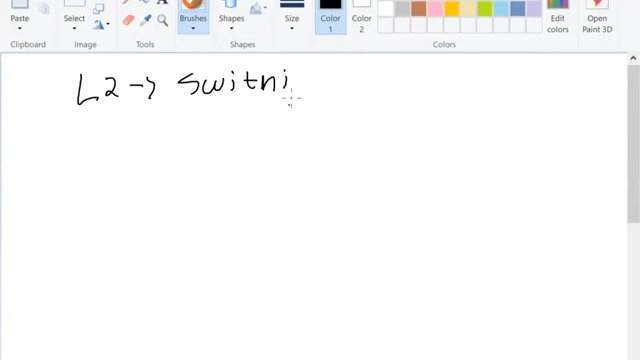 Paste
Select
Brushes
Shapes
Size
Color 1
Color 2
Edit colors
Open Paint 3D
Clipboard
Image
Tools
Shapes
Colors
L2 -> switni